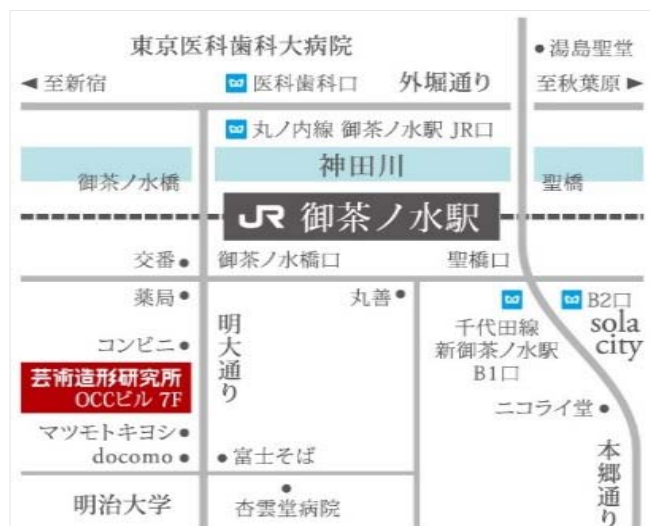 東京医科歯科大病院
●湯島聖堂
◀至新宿
医科歯科口
外堀通り
至秋葉原▶
丸ノ内線 御茶ノ水駅 JR口
神田川
御茶ノ水橋
聖橋
JR 御茶ノ水駅
交番●
御茶ノ水橋口
聖橋口
薬局●
丸善●
B2口
sola
city
明大通り
千代田線
新御茶ノ水駅
B1口
コンビニ●
芸術造形研究所
OCCビル 7F
ニコライ堂●
マツモトキヨシ●
docomo●
●富士そば
本郷通り
明治大学
●
杏雲堂病院